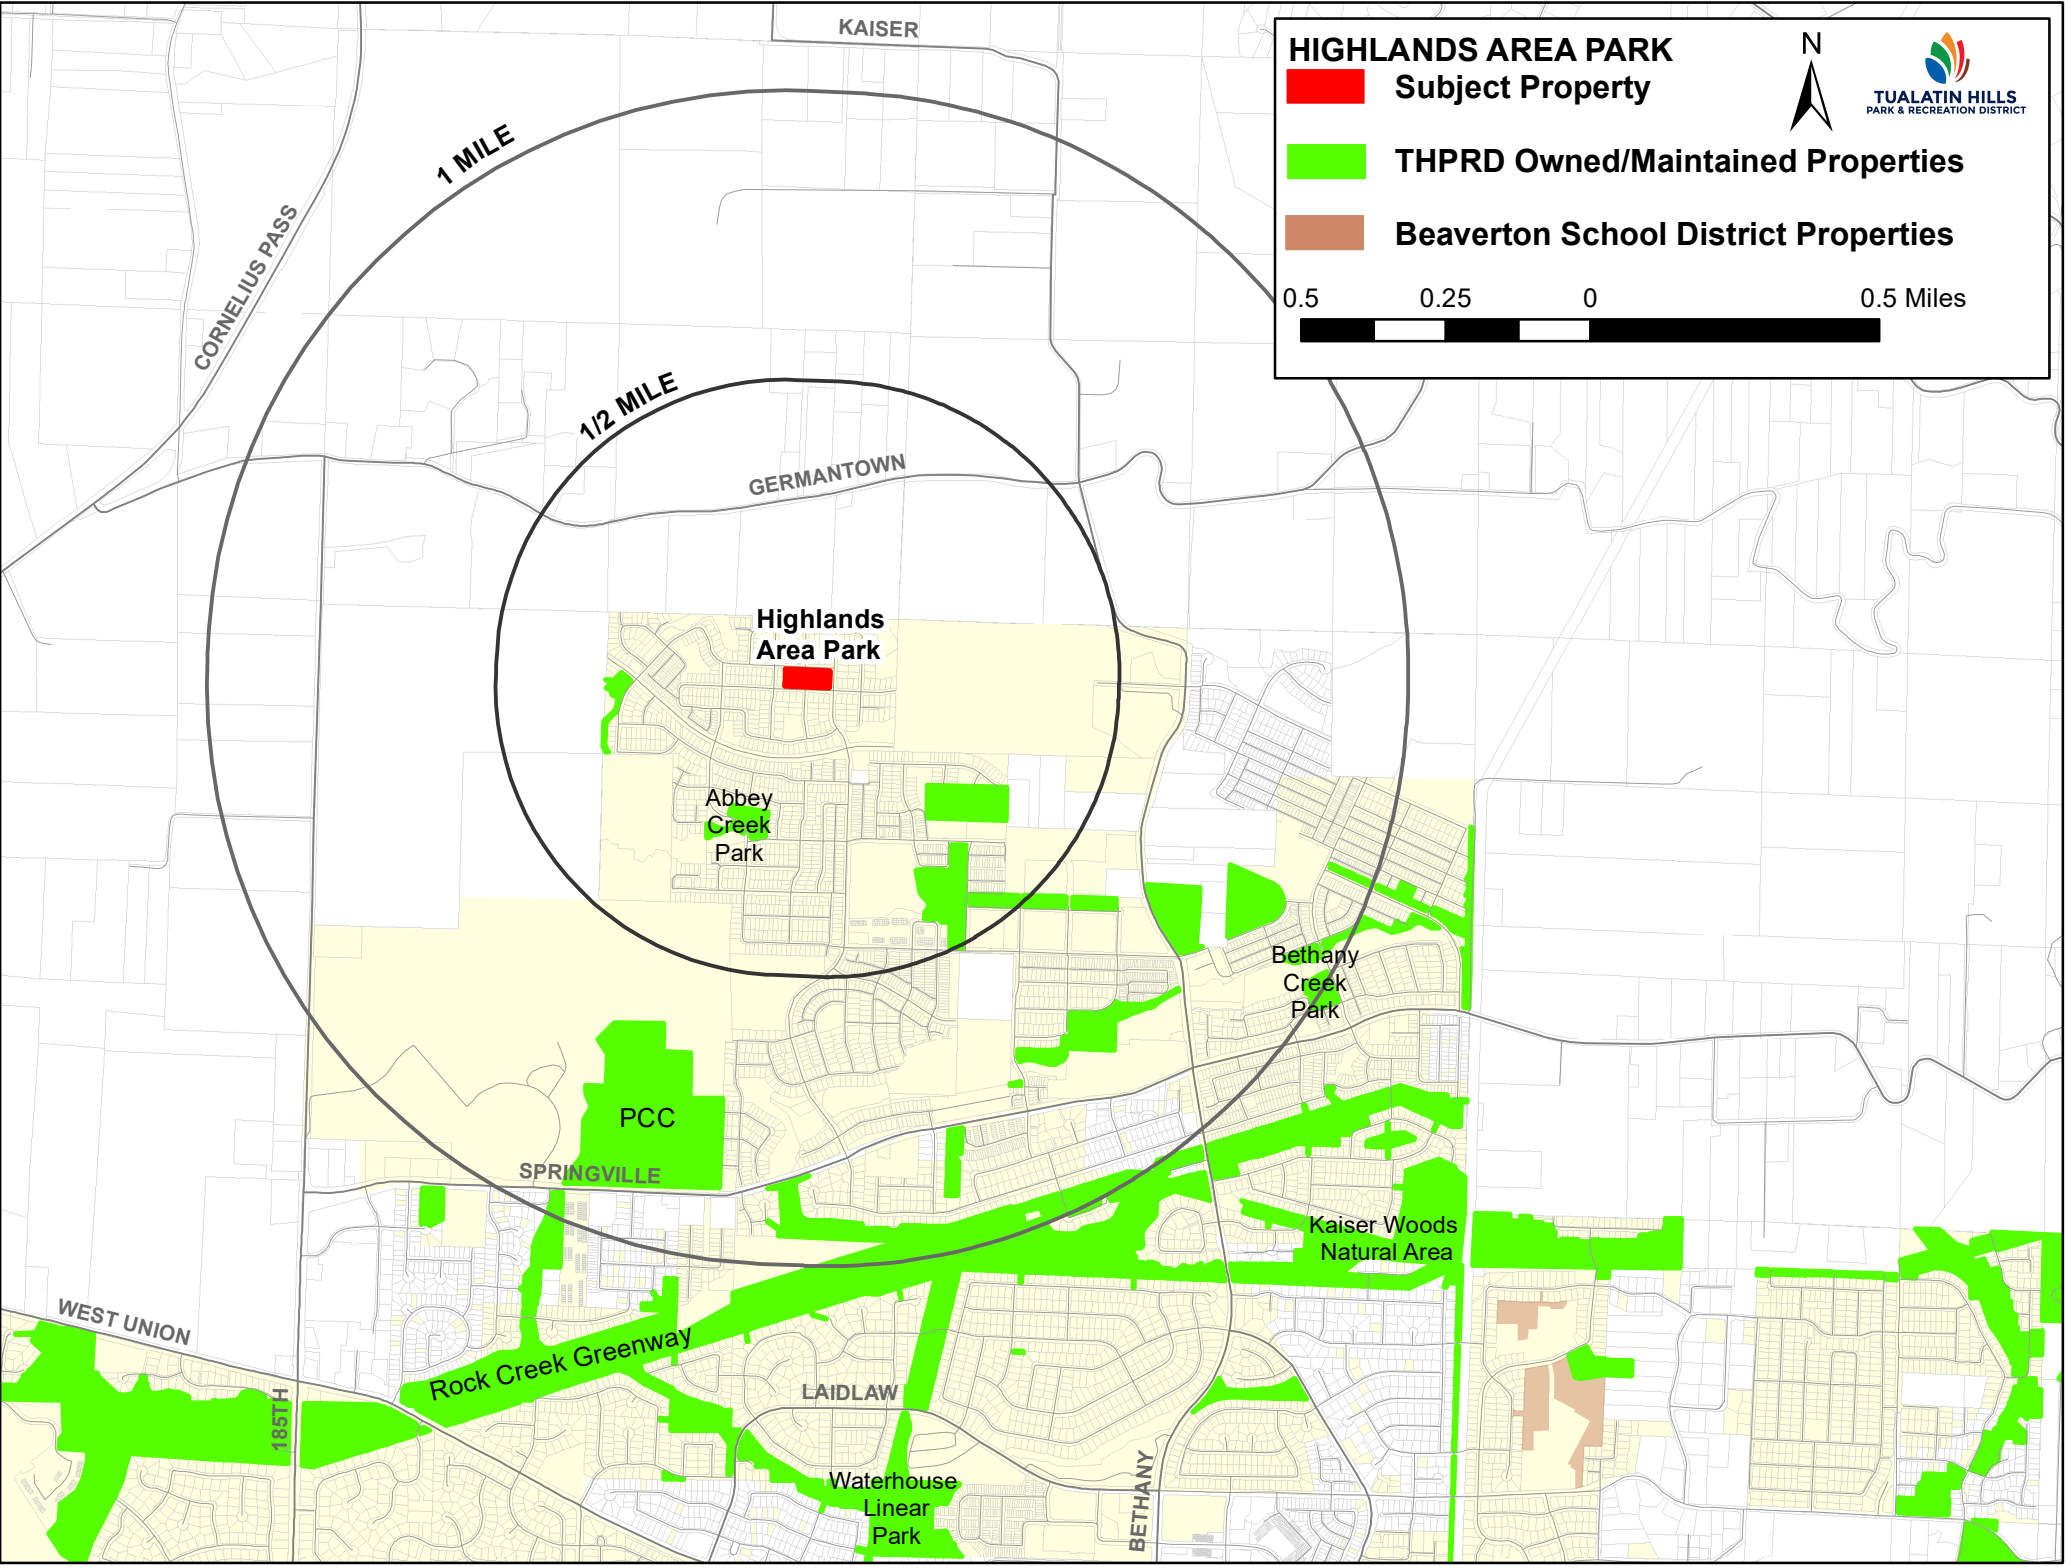 KAISER
HIGHLANDS AREA PARK
N
Subject Property
TUALATIN HILLS
PARK & RECREATION DISTRICT
THPRD Owned/Maintained Properties
Beaverton School District Properties
0.5 0.25 0 0.5 Miles
1 MILE
CORNELIUS PASS
1/2 MILE
GERMANTOWN
Highlands
Area Park
Abbey
Creek
Park
Bethany
Creek
Park
PCC
SPRINGVILLE
Kaiser Woods
Natural Area
WEST UNION
Rock Creek Greenway
185TH
LAIDLAW
BETHANY
Waterhouse
Linear
Park